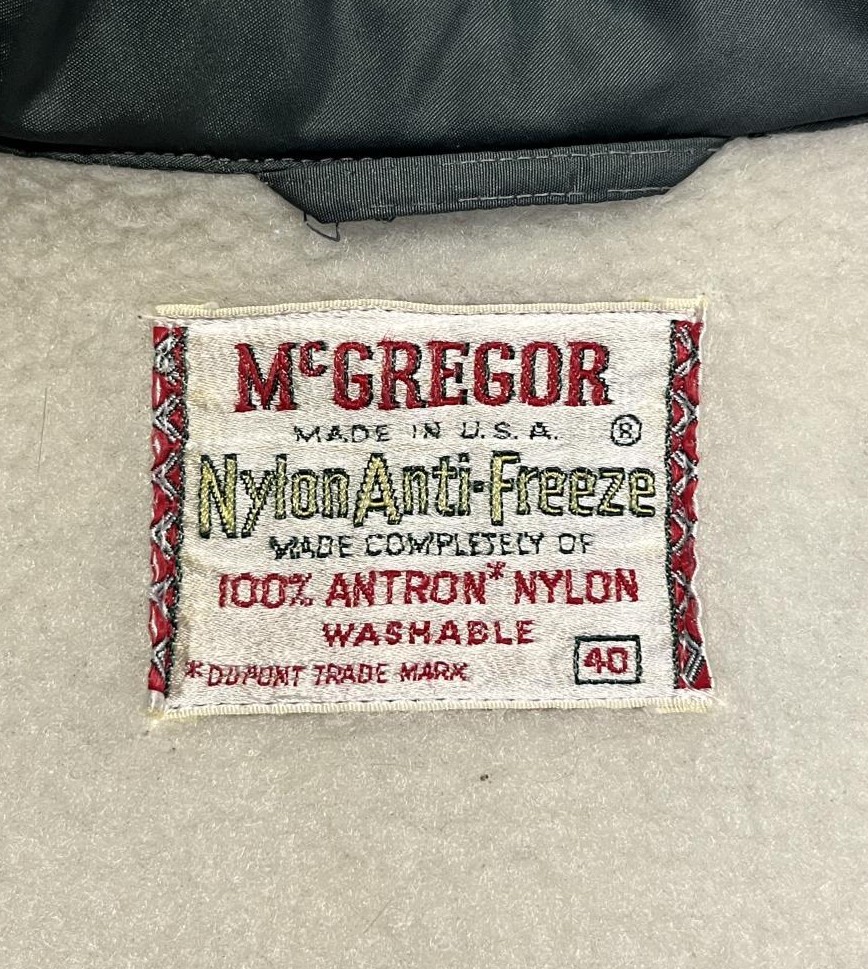 McGREGOR
MADE IN U.S.A. ®
Nylon Anti-Freeze
MADE COMPLETELY OF
100% ANTRON* NYLON
WASHABLE
*DUPONT TRADE MARK
40